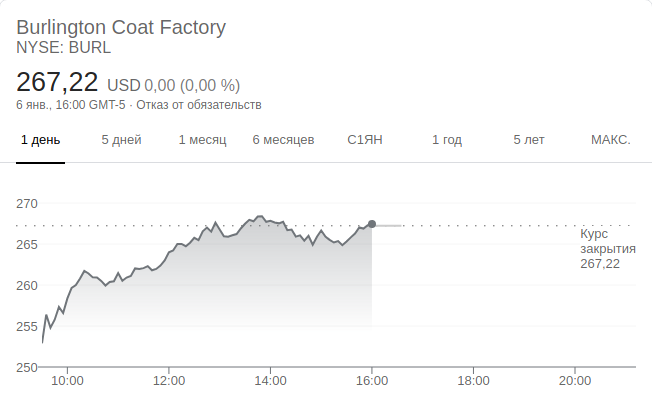 Burlington Coat Factory
NYSE: BURL
267,22 USD 0,00 (0,00 %)
6 янв., 16:00 GMT-5 · Отказ от обязательств
1 день 5 дней 1 месяц 6 месяцев С1ЯН 1 год 5 лет МАКС.
270
265
260
255
250
Курс
закрытия
267,22
10:00 12:00 14:00 16:00 18:00 20:00